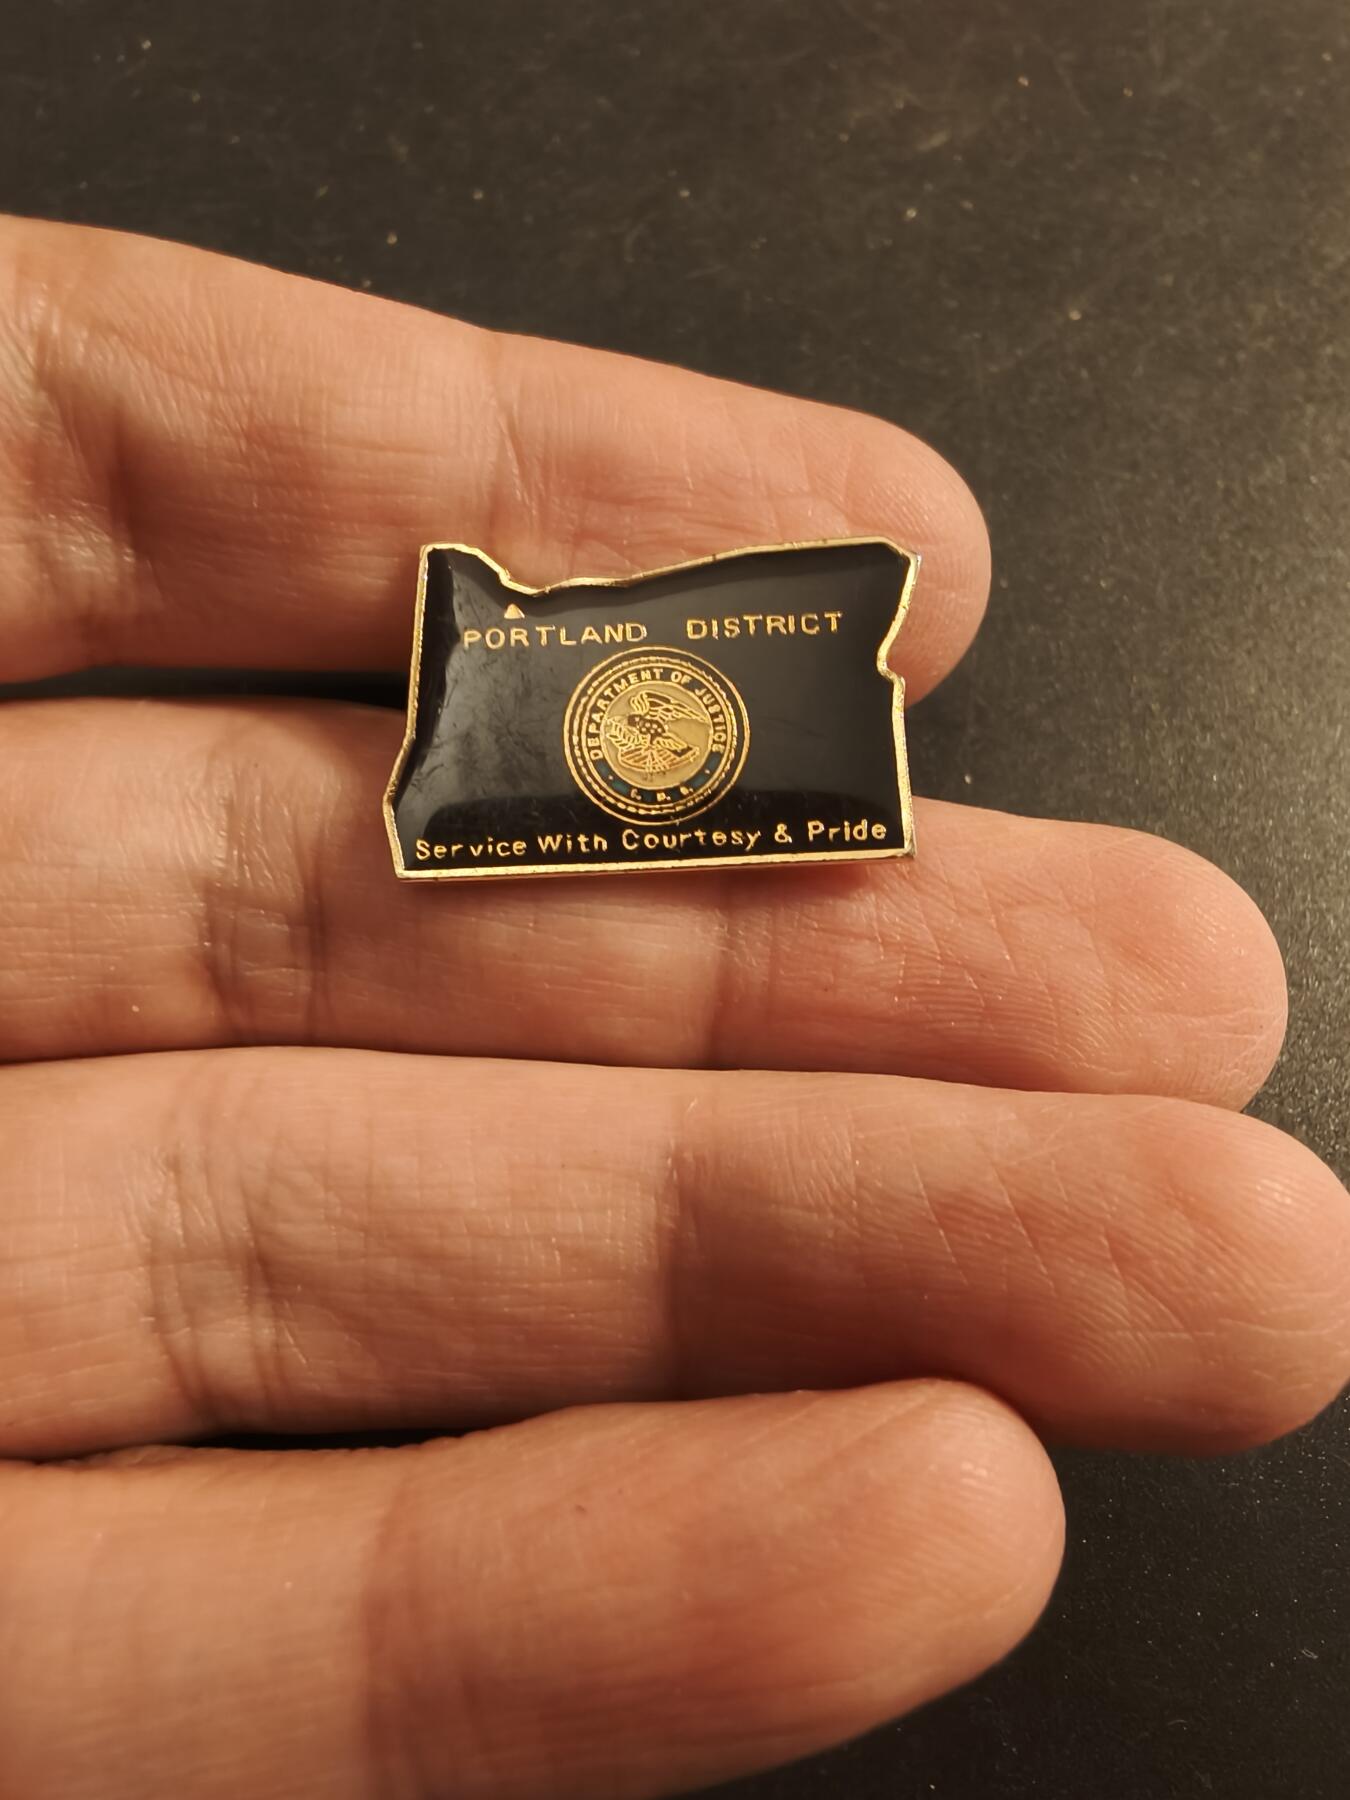 PORTLAND DISTRICT
DEPARTMENT OF JUSTICE
Service With Courtesy & Pride